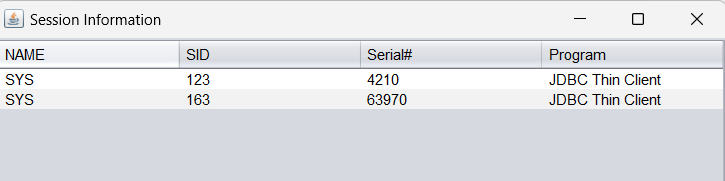 Session Information
NAME SID Serial# Program
SYS 123 4210 JDBC Thin Client
SYS 163 63970 JDBC Thin Client